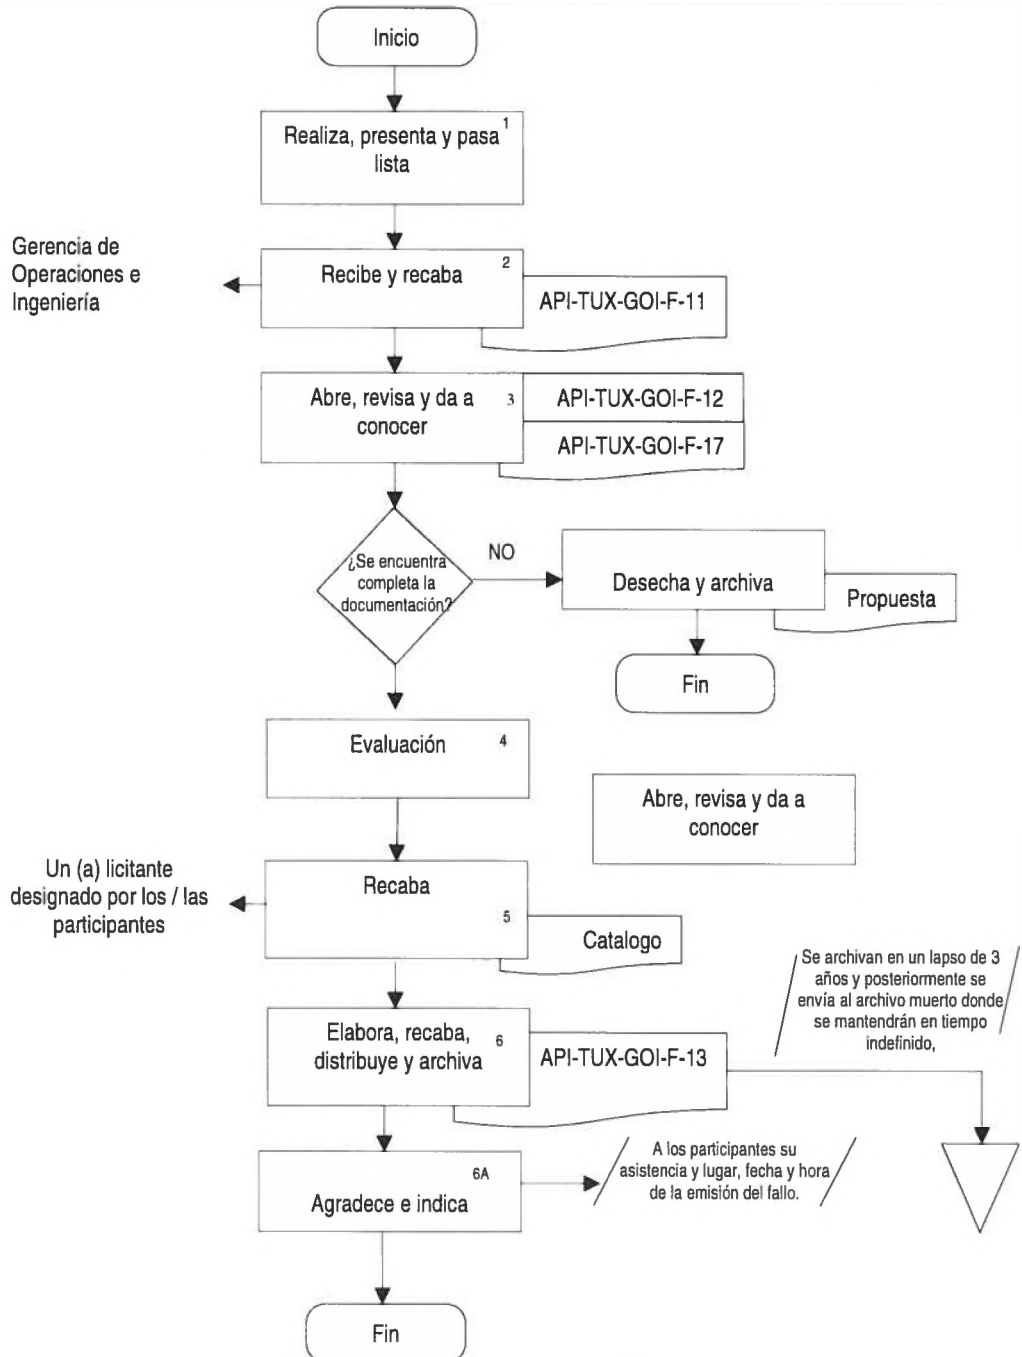 Inicio
1
Realiza, presenta y pasa
lista
Gerencia de
Operaciones e
Ingeniería
2
Recibe y recaba
API-TUX-GOI-F-11
Abre, revisa y da a
conocer
3
API-TUX-GOI-F-12
API-TUX-GOI-F-17
¿Se encuentra
completa la
documentación?
NO
Desecha y archiva
Propuesta
Fin
Evaluación
4
Abre, revisa y da a
conocer
Un (a) licitante
designado por los / las
participantes
Recaba
5
Catalogo
Se archivan en un lapso de 3
años y posteriormente se
envía al archivo muerto donde
se mantendrán en tiempo
indefinido,
Elabora, recaba,
distribuye y archiva
6
API-TUX-GOI-F-13
6A
Agradece e indica
A los participantes su
asistencia y lugar, fecha y hora
de la emisión del fallo.
Fin